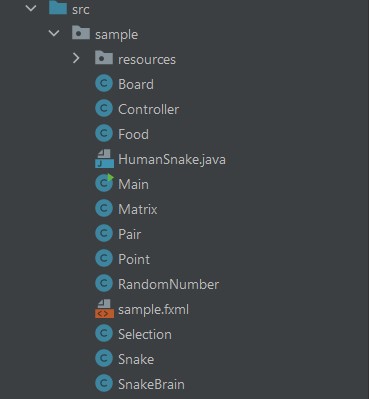 src
sample
resources
Board
Controller
Food
HumanSnake.java
Main
Matrix
Pair
Point
RandomNumber
sample.fxml
Selection
Snake
SnakeBrain